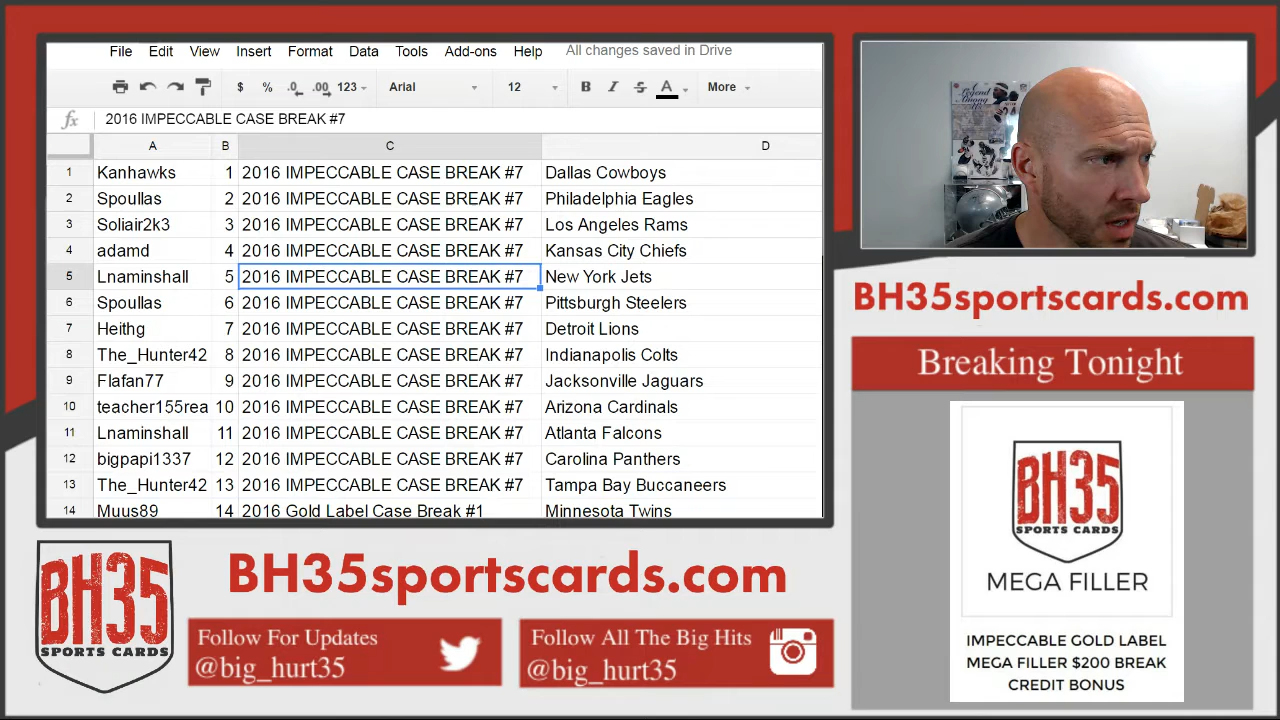 File Edit View Insert Format Data Tools Add-ons Help All changes saved in Drive
$ % .0 .00 123 Arial 12 B I S A More
fx 2016 IMPECCABLE CASE BREAK #7
A B C D
1 Kanhawks 1 2016 IMPECCABLE CASE BREAK #7 Dallas Cowboys
2 Spoullas 2 2016 IMPECCABLE CASE BREAK #7 Philadelphia Eagles
3 Soliair2k3 3 2016 IMPECCABLE CASE BREAK #7 Los Angeles Rams
4 adamd 4 2016 IMPECCABLE CASE BREAK #7 Kansas City Chiefs
5 Lnaminshall 5 2016 IMPECCABLE CASE BREAK #7 New York Jets
6 Spoullas 6 2016 IMPECCABLE CASE BREAK #7 Pittsburgh Steelers
7 Heithg 7 2016 IMPECCABLE CASE BREAK #7 Detroit Lions
8 The_Hunter42 8 2016 IMPECCABLE CASE BREAK #7 Indianapolis Colts
9 Flafan77 9 2016 IMPECCABLE CASE BREAK #7 Jacksonville Jaguars
10 teacher155rea 10 2016 IMPECCABLE CASE BREAK #7 Arizona Cardinals
11 Lnaminshall 11 2016 IMPECCABLE CASE BREAK #7 Atlanta Falcons
12 bigpapi1337 12 2016 IMPECCABLE CASE BREAK #7 Carolina Panthers
13 The_Hunter42 13 2016 IMPECCABLE CASE BREAK #7 Tampa Bay Buccaneers
14 Muus89 14 2016 Gold Label Case Break #1 Minnesota Twins
BH35sportscards.com
Breaking Tonight
BH35
SPORTS CARDS
MEGA FILLER
IMPECCABLE GOLD LABEL
MEGA FILLER $200 BREAK
CREDIT BONUS
BH35
SPORTS CARDS
BH35sportscards.com
Follow For Updates
@big_hurt35
Follow All The Big Hits
@big_hurt35